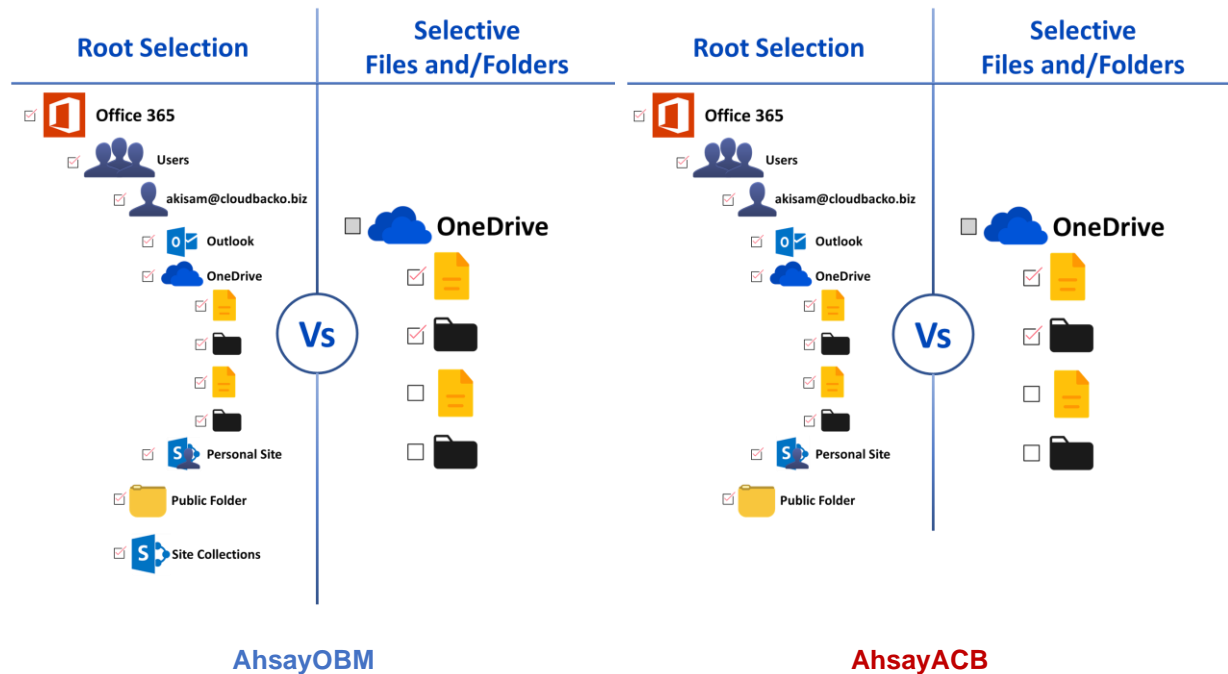 Root Selection
Selective
Files and/Folders
Office 365
Users
akisam@cloudbacko.biz
Outlook
OneDrive
Personal Site
Public Folder
Site Collections
Vs
OneDrive
AhsayOBM
Root Selection
Selective
Files and/Folders
Office 365
Users
akisam@cloudbacko.biz
Outlook
OneDrive
Personal Site
Public Folder
Vs
OneDrive
AhsayACB